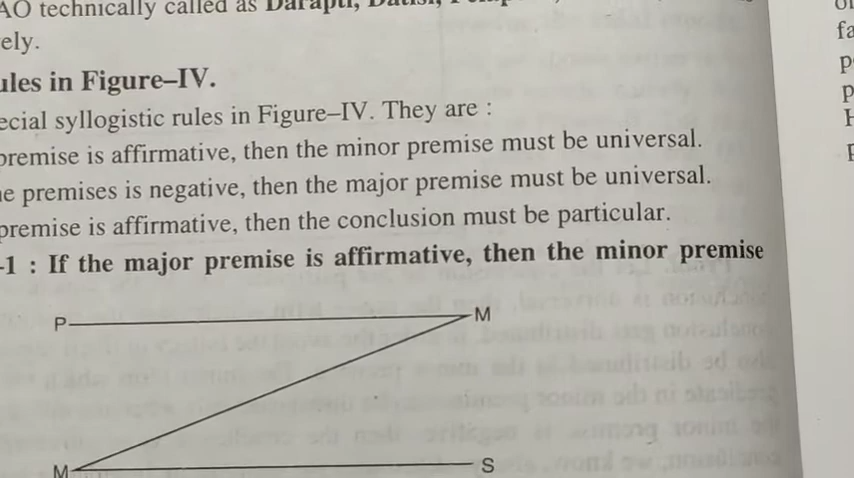 AO technically called as Darapti, Datisi,
ely.
ules in Figure–IV.
ecial syllogistic rules in Figure–IV. They are :
premise is affirmative, then the minor premise must be universal.
e premises is negative, then the major premise must be universal.
premise is affirmative, then the conclusion must be particular.
-1 : If the major premise is affirmative, then the minor premise
P M
M S